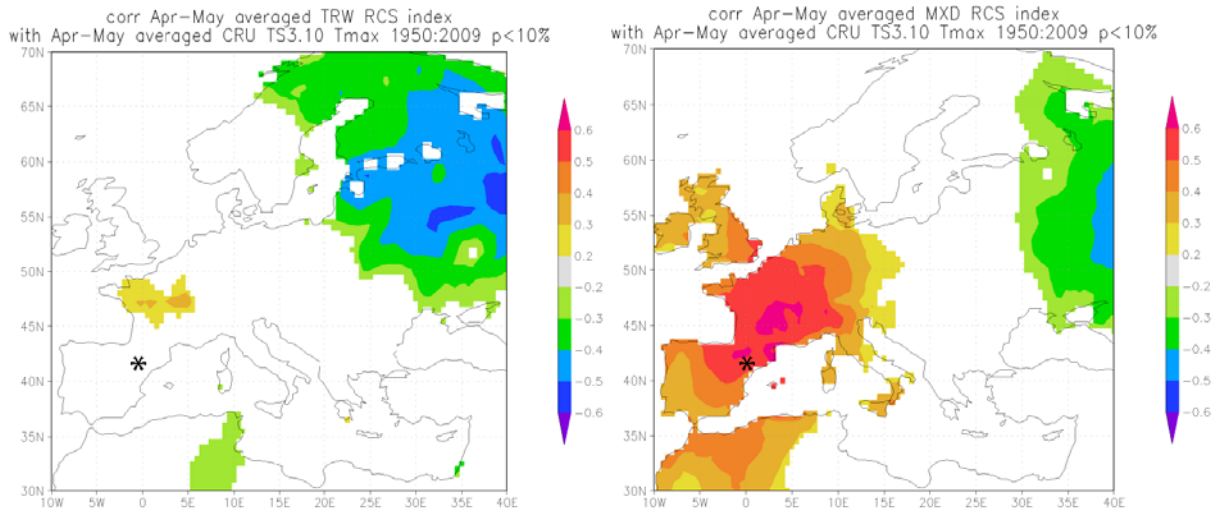 corr Apr-May averaged TRW RCS index
with Apr-May averaged CRU TS3.10 Tmax 1950:2009 p<10%
70N
65N
60N
55N
50N
45N
40N
35N
30N
10W 5W 0 5E 10E 15E 20E 25E 30E 35E 40E
0.6
0.5
0.4
0.3
0.2
-0.2
-0.3
-0.4
-0.5
-0.6
*
corr Apr-May averaged MXD RCS index
with Apr-May averaged CRU TS3.10 Tmax 1950:2009 p<10%
70N
65N
60N
55N
50N
45N
40N
35N
30N
10W 5W 0 5E 10E 15E 20E 25E 30E 35E 40E
0.6
0.5
0.4
0.3
0.2
-0.2
-0.3
-0.4
-0.5
-0.6
*